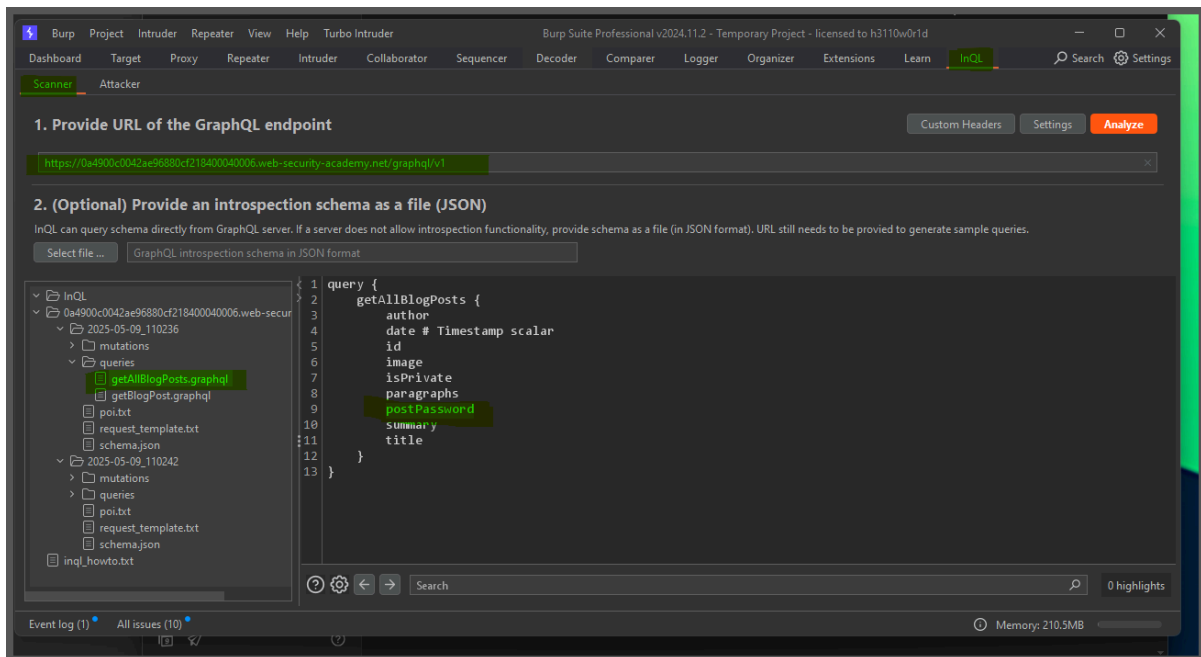 Burp Project Intruder Repeater View Help Turbo Intruder Burp Suite Professional v2024.11.2 - Temporary Project - licensed to h3110w0r1d
Dashboard Target Proxy Repeater Intruder Collaborator Sequencer Decoder Comparer Logger Organizer Extensions Learn InQL Search Settings
Scanner Attacker
1. Provide URL of the GraphQL endpoint Custom Headers Settings Analyze
https://0a4900c0042ae96880cf218400040006.web-security-academy.net/graphql/v1
2. (Optional) Provide an introspection schema as a file (JSON)
InQL can query schema directly from GraphQL server. If a server does not allow introspection functionality, provide schema as a file (in JSON format). URL still needs to be provied to generate sample queries.
Select file ... GraphQL introspection schema in JSON format
InQL
0a4900c0042ae96880cf218400040006.web-secur
2025-05-09_110236
mutations
queries
getAllBlogPosts.graphql
getBlogPost.graphql
poi.txt
request_template.txt
schema.json
2025-05-09_110242
mutations
queries
poi.txt
request_template.txt
schema.json
inql_howto.txt
1 query {
2 getAllBlogPosts {
3 author
4 date # Timestamp scalar
5 id
6 image
7 isPrivate
8 paragraphs
9 postPassword
10 summary
11 title
12 }
13 }
Search 0 highlights
Event log (1) All issues (10) Memory: 210.5MB